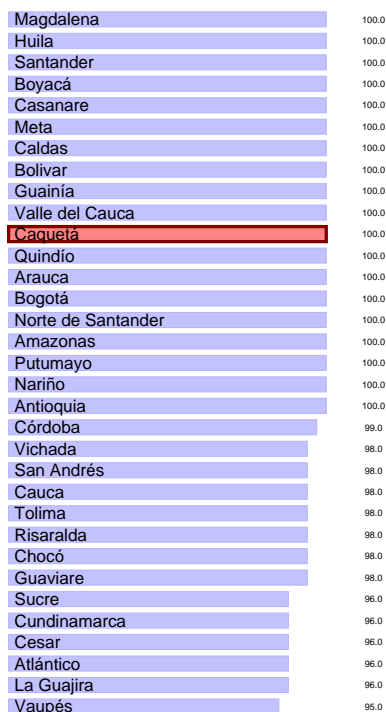 Magdalena 100.0
Huila 100.0
Santander 100.0
Boyacá 100.0
Casanare 100.0
Meta 100.0
Caldas 100.0
Bolivar 100.0
Guainía 100.0
Valle del Cauca 100.0
Caquetá 100.0
Quindío 100.0
Arauca 100.0
Bogotá 100.0
Norte de Santander 100.0
Amazonas 100.0
Putumayo 100.0
Nariño 100.0
Antioquia 100.0
Córdoba 99.0
Vichada 98.0
San Andrés 98.0
Cauca 98.0
Tolima 98.0
Risaralda 98.0
Chocó 98.0
Guaviare 98.0
Sucre 96.0
Cundinamarca 96.0
Cesar 96.0
Atlántico 96.0
La Guajira 96.0
Vaupés 95.0